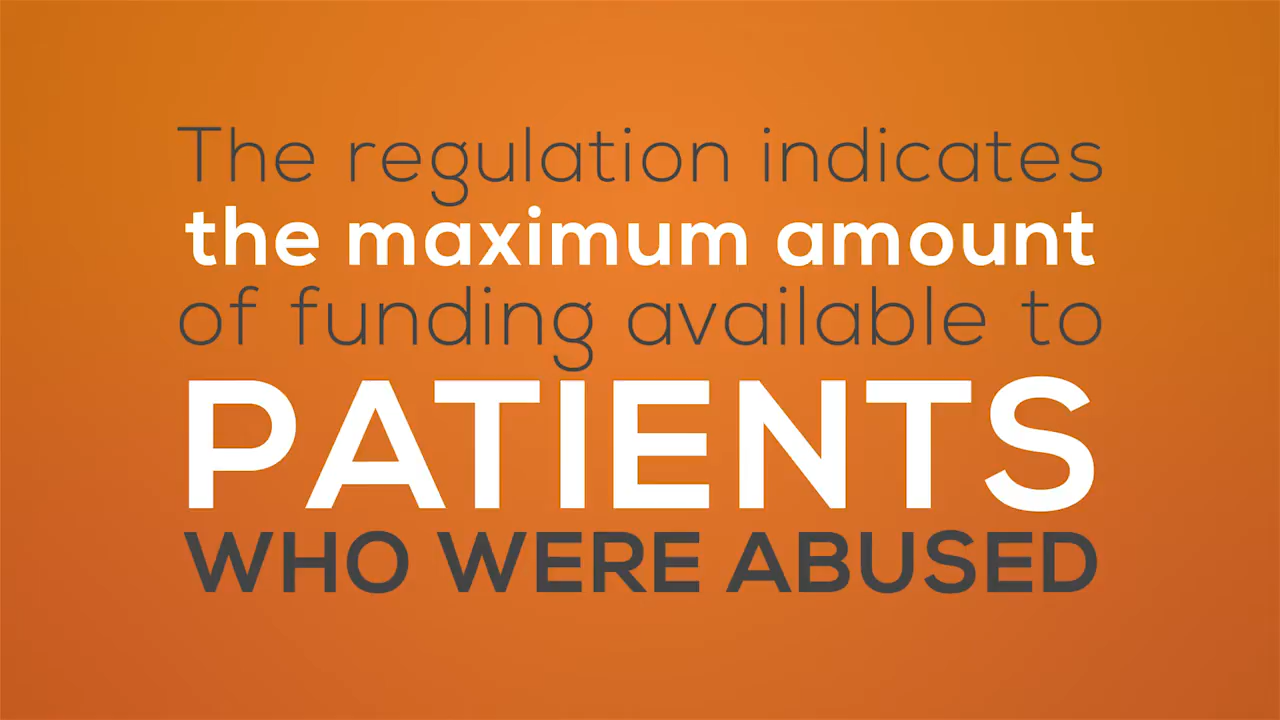 The regulation indicates
the maximum amount
of funding available to
PATIENTS
WHO WERE ABUSED